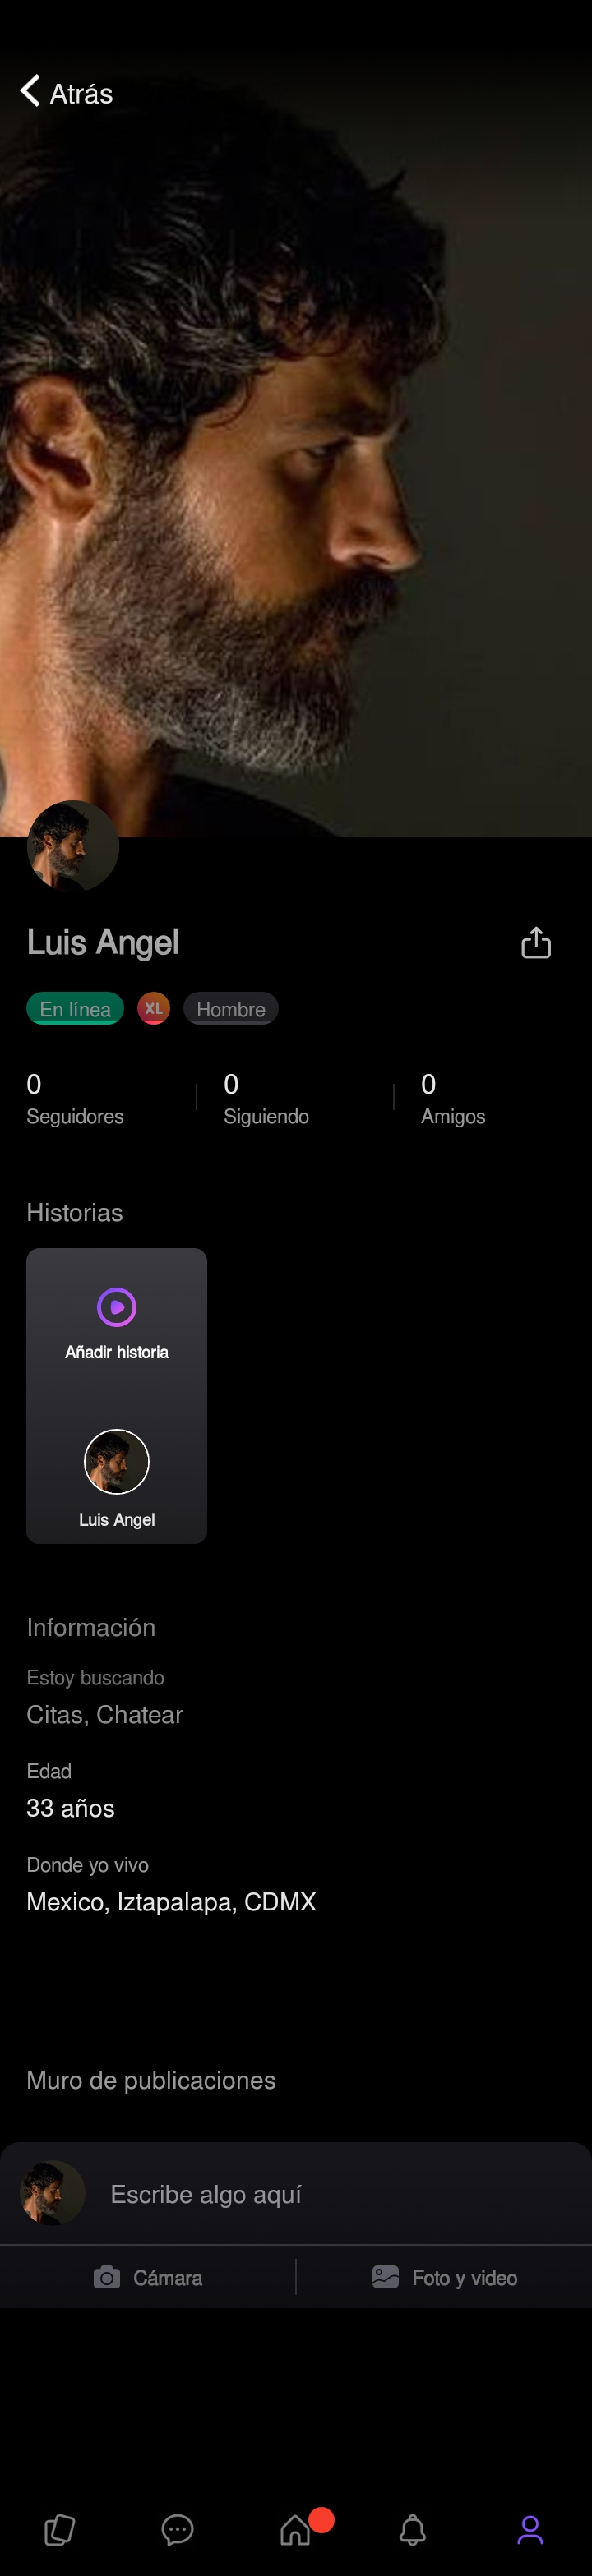 Atrás
Luis Angel
En línea XL Hombre
0 0 0
Seguidores Siguiendo Amigos
Historias
Añadir historia
Luis Angel
Información
Estoy buscando
Citas, Chatear
Edad
33 años
Donde yo vivo
Mexico, Iztapalapa, CDMX
Muro de publicaciones
Escribe algo aquí
Cámara Foto y video